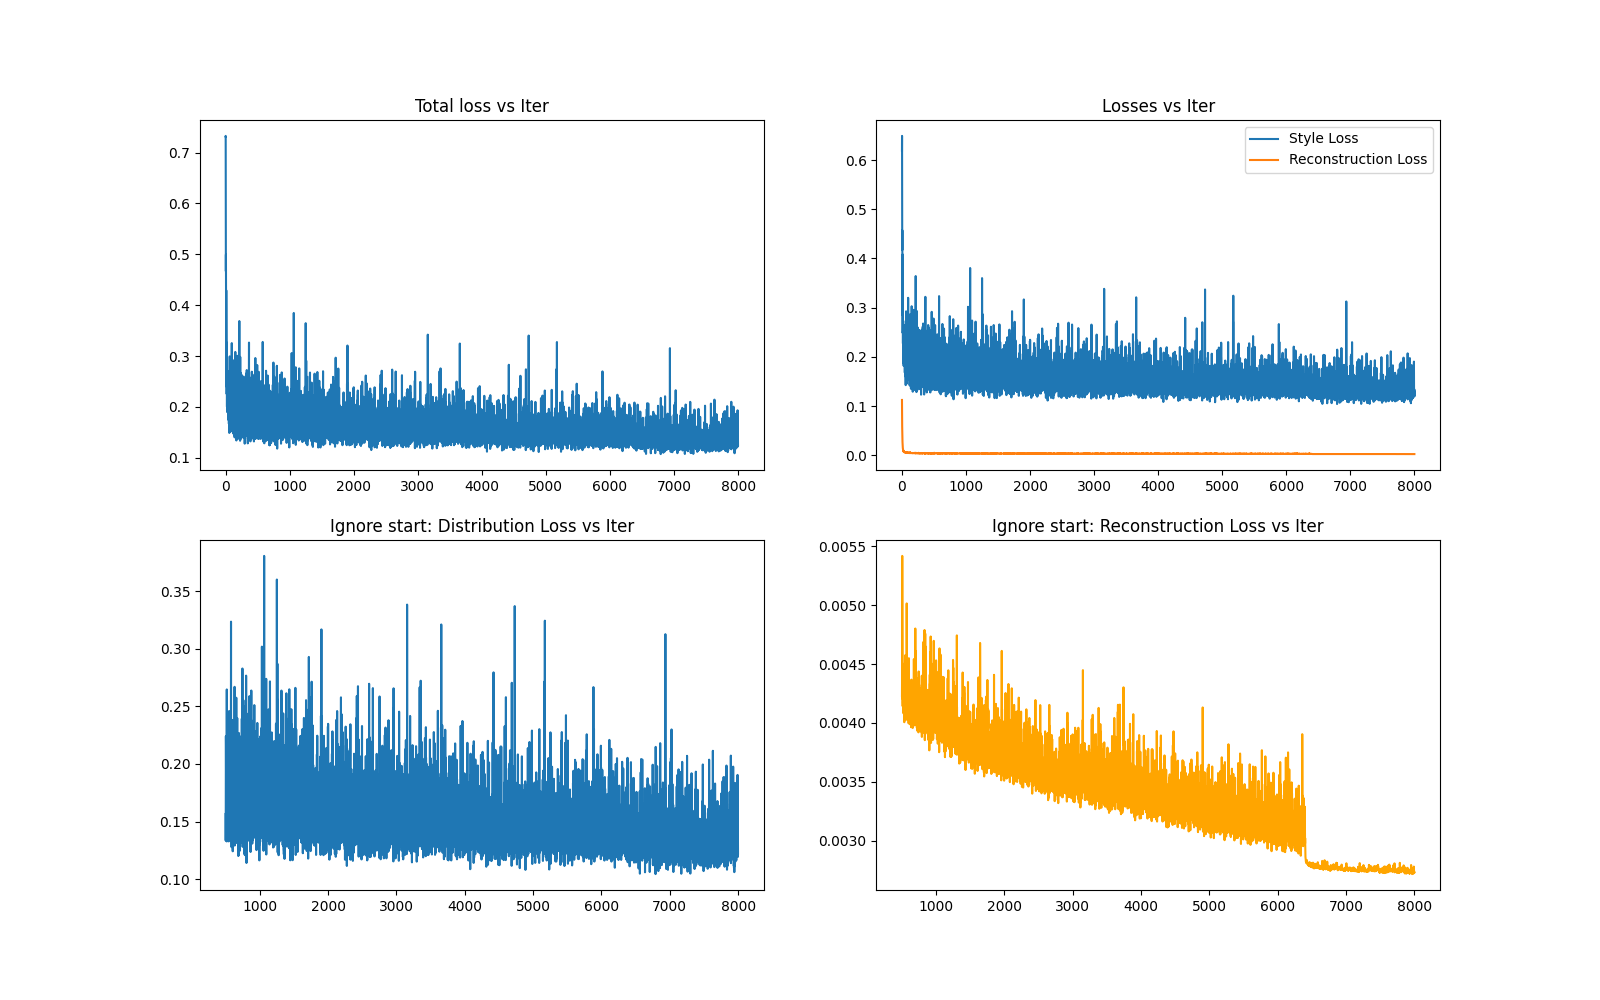 Total loss vs Iter
0.7
0.6
0.5
0.4
0.3
0.2
0.1
0 1000 2000 3000 4000 5000 6000 7000 8000
Losses vs Iter
Style Loss
Reconstruction Loss
0.6
0.5
0.4
0.3
0.2
0.1
0.0
0 1000 2000 3000 4000 5000 6000 7000 8000
Ignore start: Distribution Loss vs Iter
0.35
0.30
0.25
0.20
0.15
0.10
1000 2000 3000 4000 5000 6000 7000 8000
Ignore start: Reconstruction Loss vs Iter
0.0055
0.0050
0.0045
0.0040
0.0035
0.0030
1000 2000 3000 4000 5000 6000 7000 8000